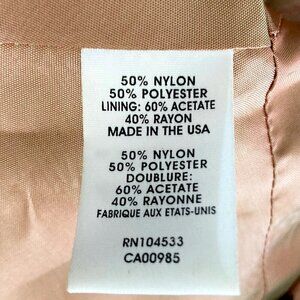 50% NYLON
50% POLYESTER
LINING: 60% ACETATE
40% RAYON
MADE IN THE USA
50% NYLON
50% POLYESTER
DOUBLURE:
60% ACETATE
40% RAYONNE
FABRIQUE AUX ETATS-UNIS
RN104533
CA00985